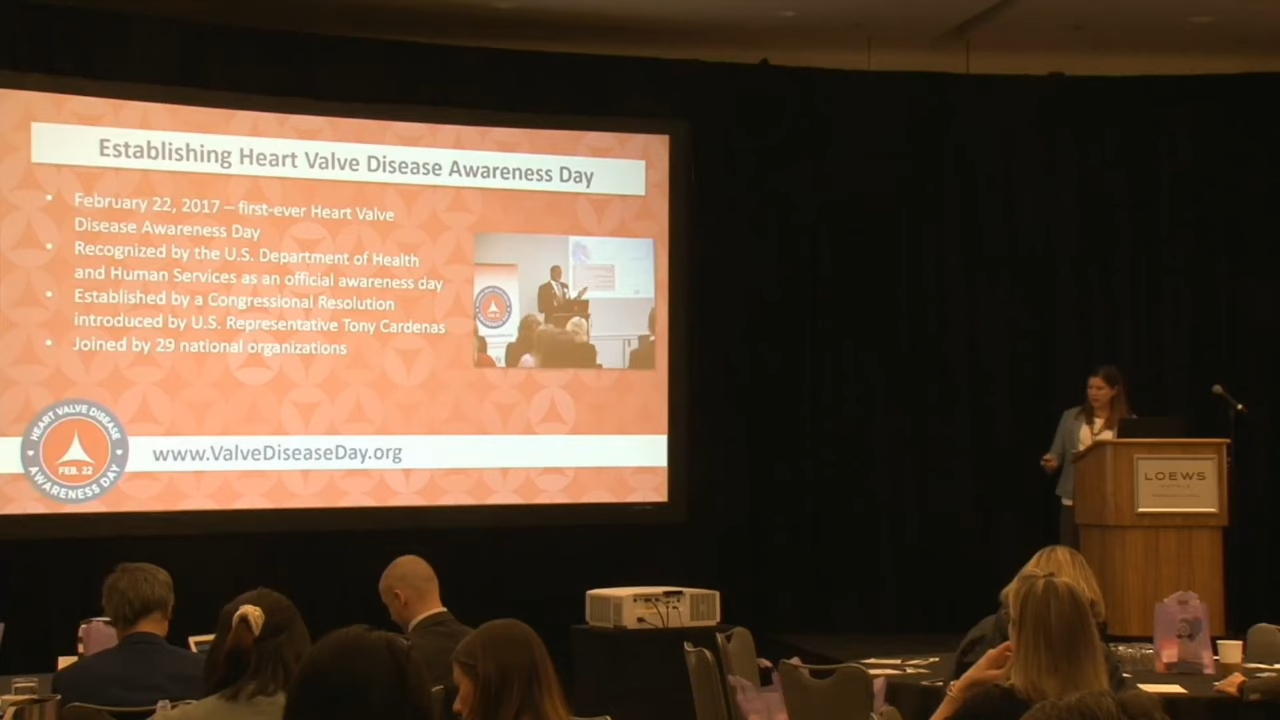 Establishing Heart Valve Disease Awareness Day
• February 22, 2017 – first-ever Heart Valve
Disease Awareness Day
• Recognized by the U.S. Department of Health
and Human Services as an official awareness day
• Established by a Congressional Resolution
introduced by U.S. Representative Tony Cardenas
• Joined by 29 national organizations
HEART VALVE DISEASE
FEB. 22
AWARENESS DAY
www.ValveDiseaseDay.org
LOEWS